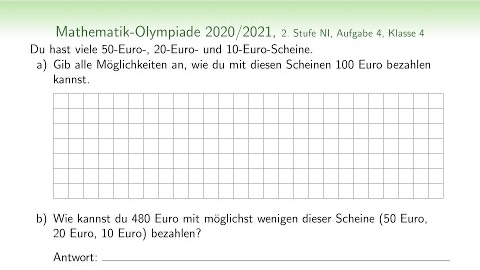 Mathematik-Olympiade 2020/2021, 2. Stufe NI, Aufgabe 4, Klasse 4
Du hast viele 50-Euro-, 20-Euro- und 10-Euro-Scheine.
a) Gib alle Möglichkeiten an, wie du mit diesen Scheinen 100 Euro bezahlen
kannst.
b) Wie kannst du 480 Euro mit möglichst wenigen dieser Scheine (50 Euro,
20 Euro, 10 Euro) bezahlen?
Antwort: